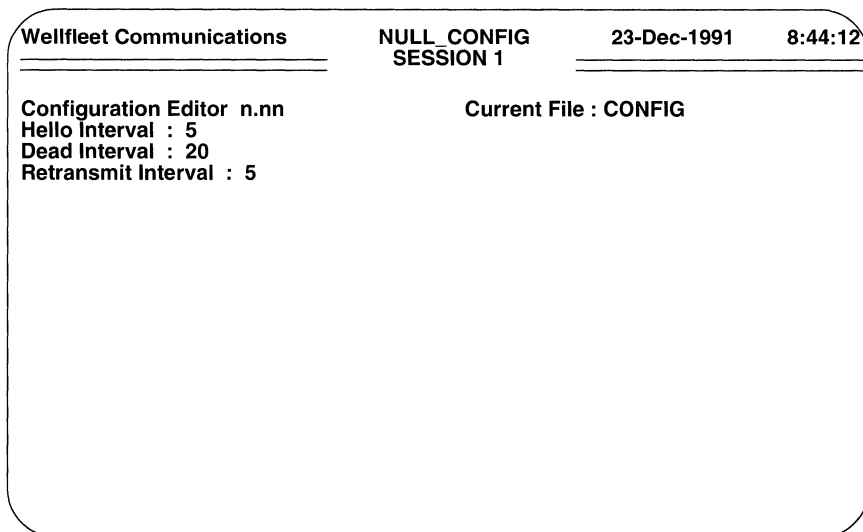 Wellfleet Communications NULL_CONFIG 23-Dec-1991 8:44:12
SESSION 1
Configuration Editor n.nn Current File : CONFIG
Hello Interval : 5
Dead Interval : 20
Retransmit Interval : 5